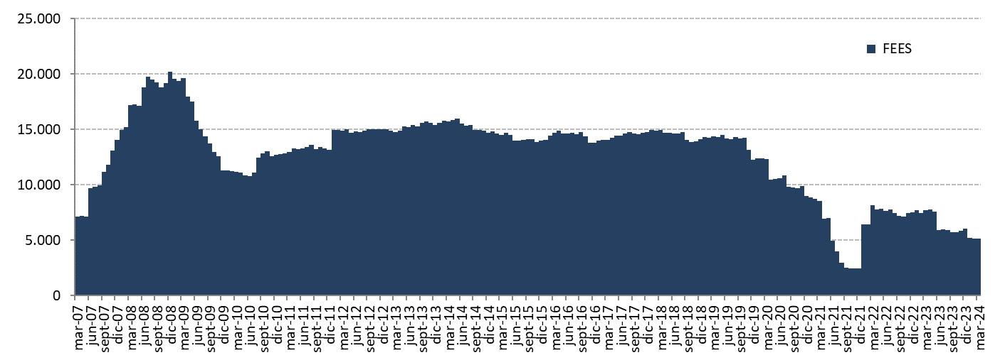 25.000
FEES
20.000
15.000
10.000
5.000
0
mar-07
jun-07
sept-07
dic-07
mar-08
jun-08
sept-08
dic-08
mar-09
jun-09
sept-09
dic-09
mar-10
jun-10
sept-10
dic-10
mar-11
jun-11
sept-11
dic-11
mar-12
jun-12
sept-12
dic-12
mar-13
jun-13
sept-13
dic-13
mar-14
jun-14
sept-14
dic-14
mar-15
jun-15
sept-15
dic-15
mar-16
jun-16
sept-16
dic-16
mar-17
jun-17
sept-17
dic-17
mar-18
jun-18
sept-18
dic-18
mar-19
jun-19
sept-19
dic-19
mar-20
jun-20
sept-20
dic-20
mar-21
jun-21
sept-21
dic-21
mar-22
jun-22
sept-22
dic-22
mar-23
jun-23
sept-23
dic-23
mar-24